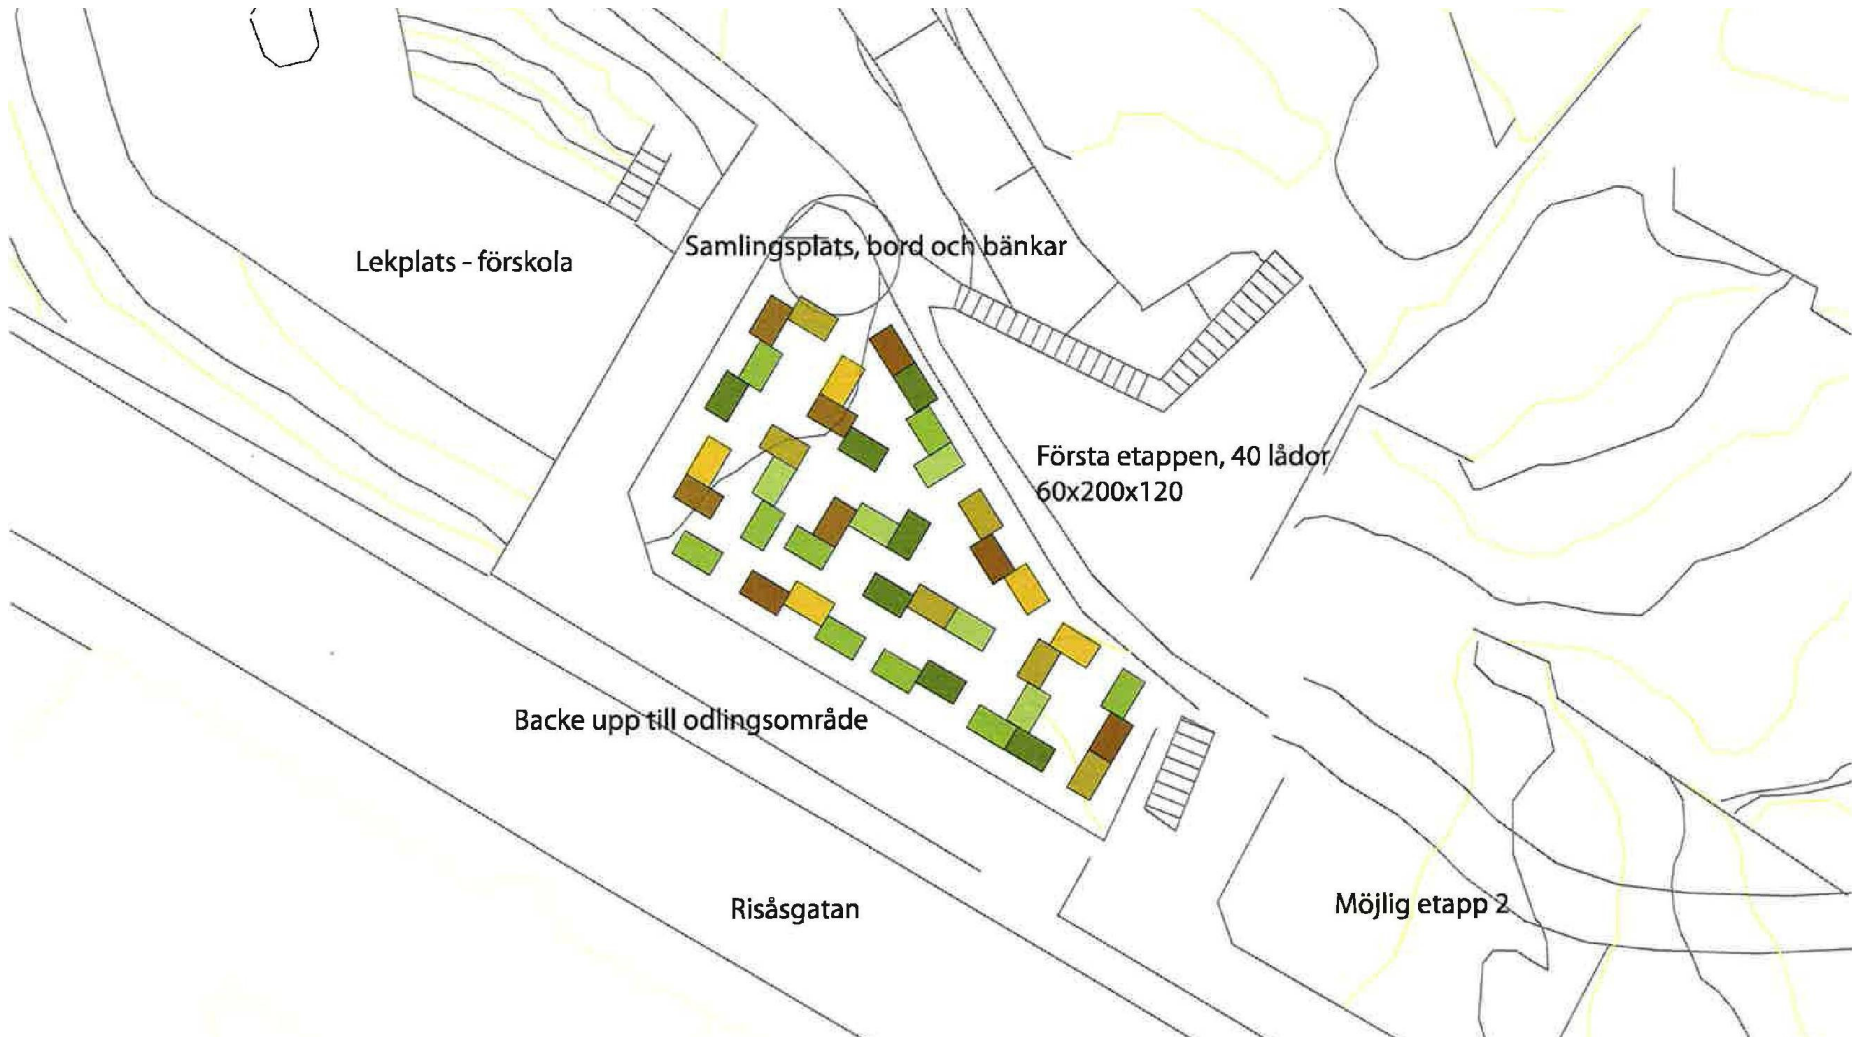 Samlingsplats, bord och bänkar
Lekplats - förskola
Första etappen, 40 lådor
60x200x120
Backe upp till odlingsområde
Risåsgatan
Möjlig etapp 2